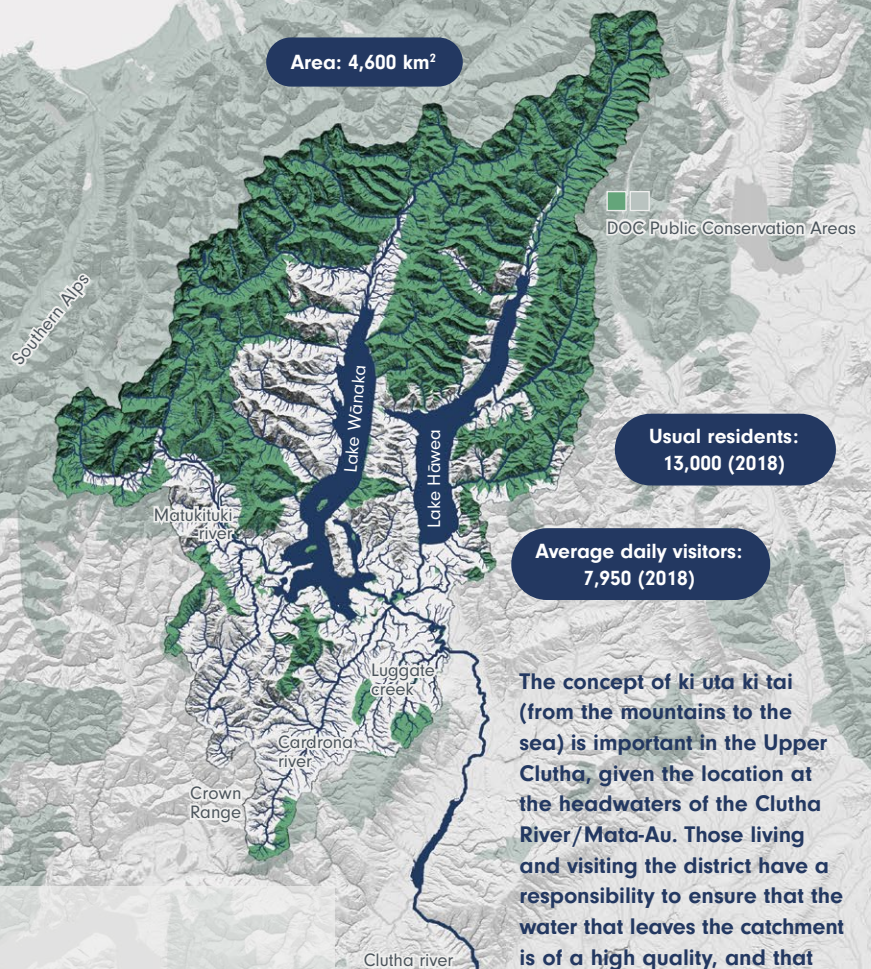 Area: 4,600 km²
DOC Public Conservation Areas
Southern Alps
Lake Wānaka
Lake Hāwea
Usual residents:
13,000 (2018)
Matukituki
river
Average daily visitors:
7,950 (2018)
Luggate
creek
Cardrona
river
Crown
Range
The concept of ki uta ki tai
(from the mountains to the
sea) is important in the Upper
Clutha, given the location at
the headwaters of the Clutha
River/Mata-Au. Those living
and visiting the district have a
responsibility to ensure that the
water that leaves the catchment
is of a high quality, and that
Clutha river